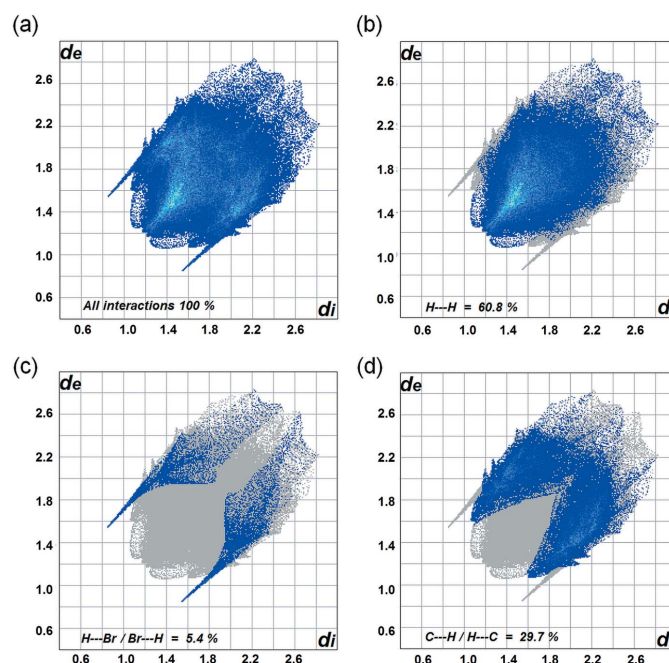 (a)
(b)
de
de
2.6
2.6
2.2
2.2
1.8
1.8
1.4
1.4
1.0
1.0
0.6
0.6
All interactions 100 %
di
H---H = 60.8 %
d
0.6 1.0 1.4 1.8 2.2 2.6
0.6 1.0 1.4 1.8 2.2 2.6
(c)
(d)
de
de
2.6
2.6
2.2
2.2
1.8
1.8
1.4
1.4
1.0
1.0
0.6
0.6
H---Br / Br---H = 5.4 %
di
C---H / H---C = 29.7 %
di
0.6 1.0 1.4 1.8 2.2 2.6
0.6 1.0 1.4 1.8 2.2 2.6